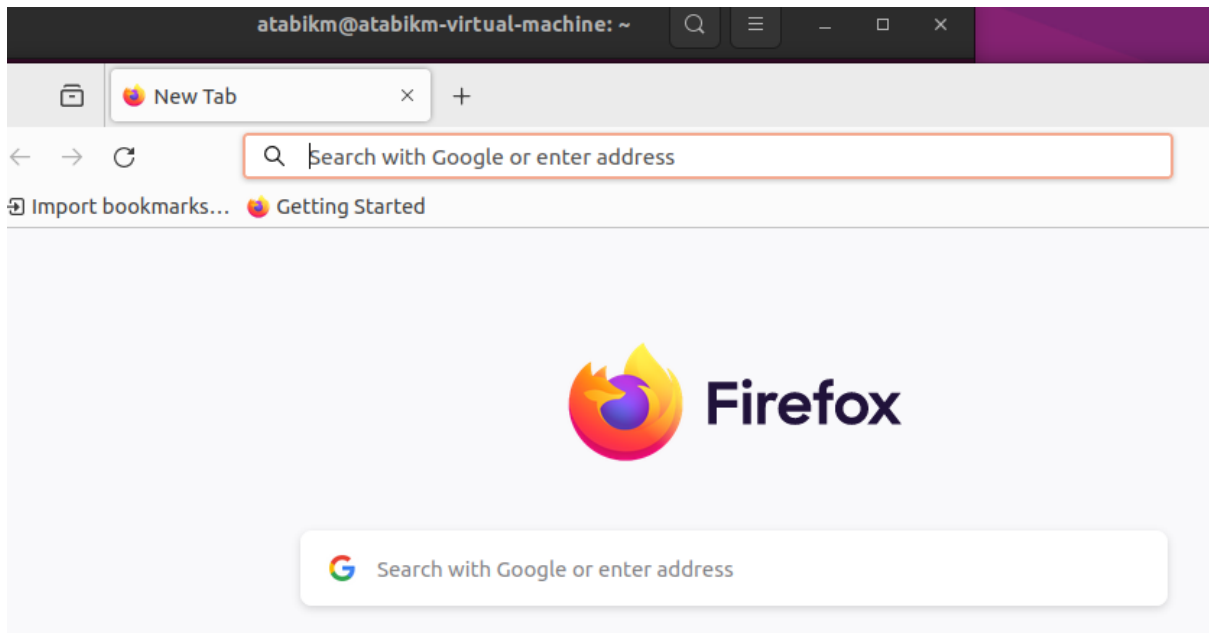 atabikm@atabikm-virtual-machine: ~
New Tab
Search with Google or enter address
Import bookmarks... Getting Started
Firefox
Search with Google or enter address